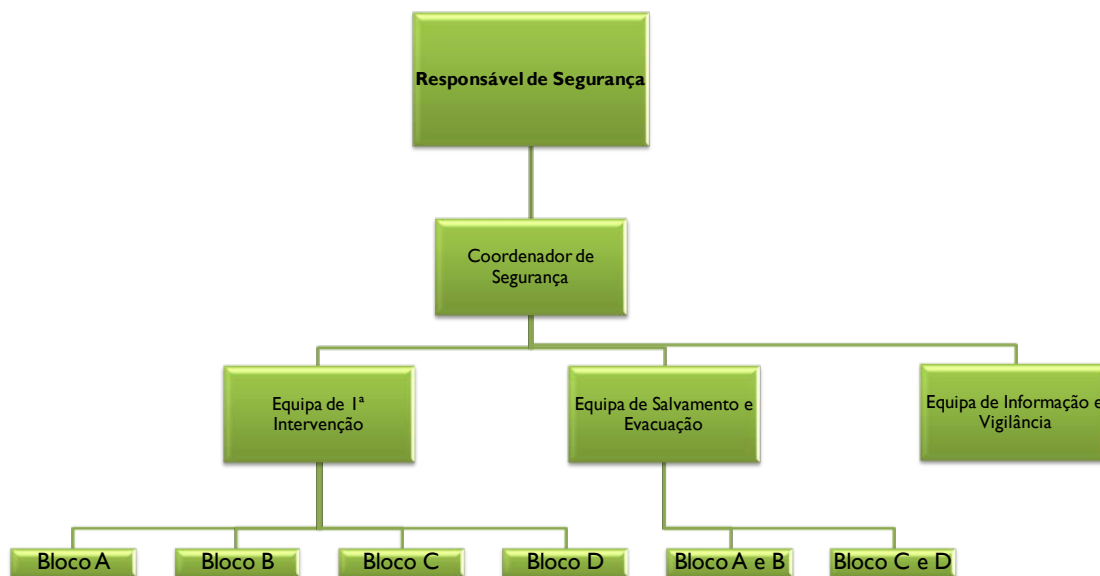 Responsável de Segurança
Coordenador de
Segurança
Equipa de 1ª
Intervenção
Equipa de Salvamento e
Evacuação
Equipa de Informação e
Vigilância
Bloco A
Bloco B
Bloco C
Bloco D
Bloco A e B
Bloco C e D